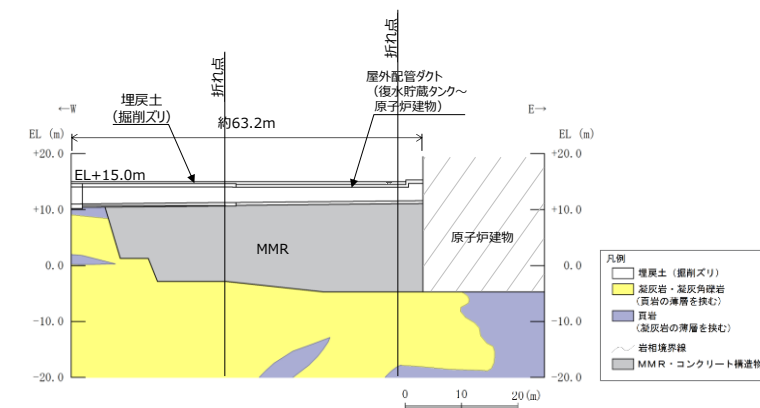 折れ点
折れ点
屋外配管ダクト
（復水貯蔵タンク～
原子炉建物）
埋戻土
（掘削ズリ）
←W
E→
約63.2m
EL (m)
EL (m)
+20.0
+20.0
EL+15.0m
+10.0
+10.0
原子炉建物
MMR
0.0
0.0
-10.0
-10.0
-20.0
-20.0
0 10 20(m)
凡例
埋戻土（掘削ズリ）
凝灰岩・凝灰角礫岩
(頁岩の薄層を挟む)
頁岩
(凝灰岩の薄層を挟む)
岩相境界線
MMR・コンクリート構造物